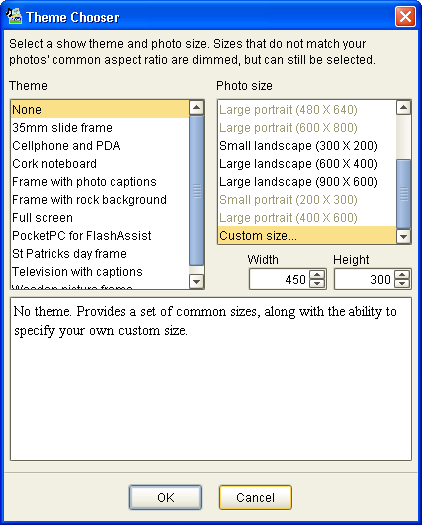 Theme Chooser
Select a show theme and photo size. Sizes that do not match your
photos' common aspect ratio are dimmed, but can still be selected.
Theme
None
35mm slide frame
Cellphone and PDA
Cork noteboard
Frame with photo captions
Frame with rock background
Full screen
PocketPC for FlashAssist
St Patricks day frame
Television with captions
Wooden picture frame
Photo size
Large portrait (480 X 640)
Large portrait (600 X 800)
Small landscape (300 X 200)
Large landscape (600 X 400)
Large landscape (900 X 600)
Small portrait (200 X 300)
Large portrait (400 X 600)
Custom size...
Width
Height
450
300
No theme. Provides a set of common sizes, along with the ability to
specify your own custom size.
OK
Cancel